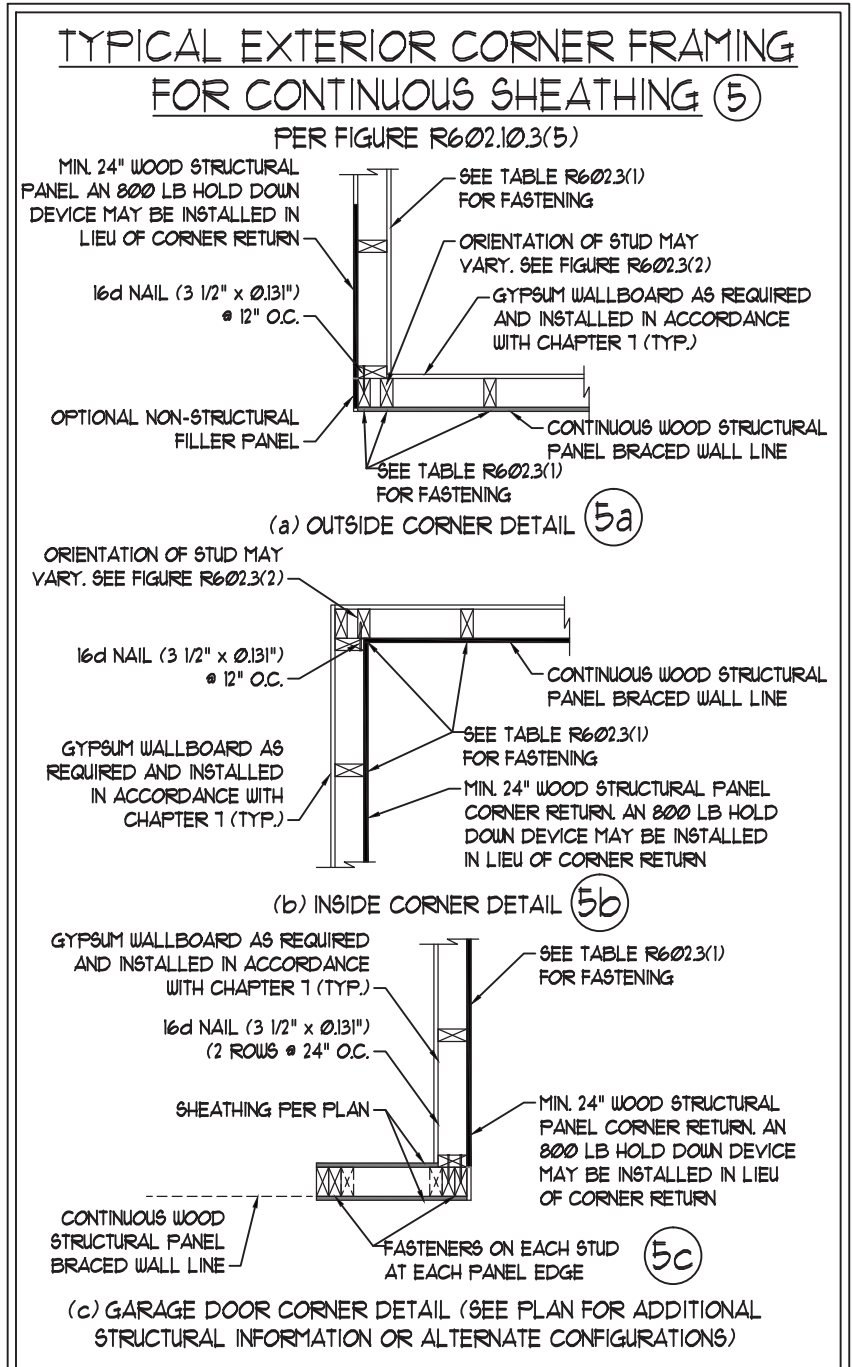 TYPICAL EXTERIOR CORNER FRAMING
FOR CONTINUOUS SHEATHING 5
PER FIGURE R602.10.3(5)
MIN. 24" WOOD STRUCTURAL
PANEL AN 800 LB HOLD DOWN
DEVICE MAY BE INSTALLED IN
LIEU OF CORNER RETURN
SEE TABLE R602.3(1)
FOR FASTENING
ORIENTATION OF STUD MAY
VARY. SEE FIGURE R602.3(2)
16d NAIL (3 1/2" x Ø.131")
@ 12" O.C.
GYPSUM WALLBOARD AS REQUIRED
AND INSTALLED IN ACCORDANCE
WITH CHAPTER 7 (TYP.)
OPTIONAL NON-STRUCTURAL
FILLER PANEL
CONTINUOUS WOOD STRUCTURAL
PANEL BRACED WALL LINE
SEE TABLE R602.3(1)
FOR FASTENING
(a) OUTSIDE CORNER DETAIL 5a
ORIENTATION OF STUD MAY
VARY. SEE FIGURE R602.3(2)
16d NAIL (3 1/2" x Ø.131")
@ 12" O.C.
CONTINUOUS WOOD STRUCTURAL
PANEL BRACED WALL LINE
GYPSUM WALLBOARD AS
REQUIRED AND INSTALLED
IN ACCORDANCE WITH
CHAPTER 7 (TYP.)
SEE TABLE R602.3(1)
FOR FASTENING
MIN. 24" WOOD STRUCTURAL PANEL
CORNER RETURN. AN 800 LB HOLD
DOWN DEVICE MAY BE INSTALLED
IN LIEU OF CORNER RETURN
(b) INSIDE CORNER DETAIL 5b
GYPSUM WALLBOARD AS REQUIRED
AND INSTALLED IN ACCORDANCE
WITH CHAPTER 7 (TYP.)
SEE TABLE R602.3(1)
FOR FASTENING
16d NAIL (3 1/2" x Ø.131")
(2 ROWS @ 24" O.C.
SHEATHING PER PLAN
MIN. 24" WOOD STRUCTURAL
PANEL CORNER RETURN. AN
800 LB HOLD DOWN DEVICE
MAY BE INSTALLED IN LIEU
OF CORNER RETURN
CONTINUOUS WOOD
STRUCTURAL PANEL
BRACED WALL LINE
FASTENERS ON EACH STUD
AT EACH PANEL EDGE
5c
(c) GARAGE DOOR CORNER DETAIL (SEE PLAN FOR ADDITIONAL
STRUCTURAL INFORMATION OR ALTERNATE CONFIGURATIONS)